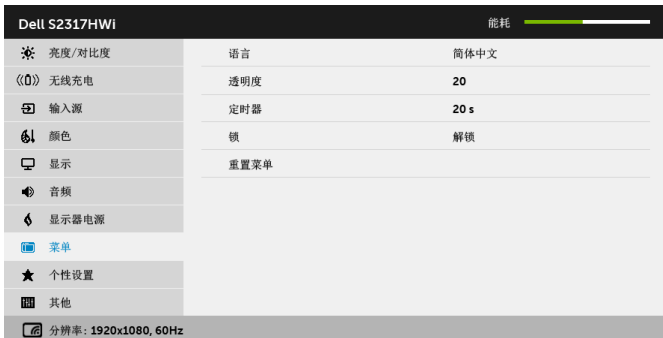 Dell S2317HWi
能耗
亮度/对比度
语言 简体中文
无线充电
透明度 20
输入源
定时器 20 s
颜色
锁 解锁
显示
重置菜单
音频
显示器电源
菜单
个性设置
其他
分辨率: 1920x1080, 60Hz